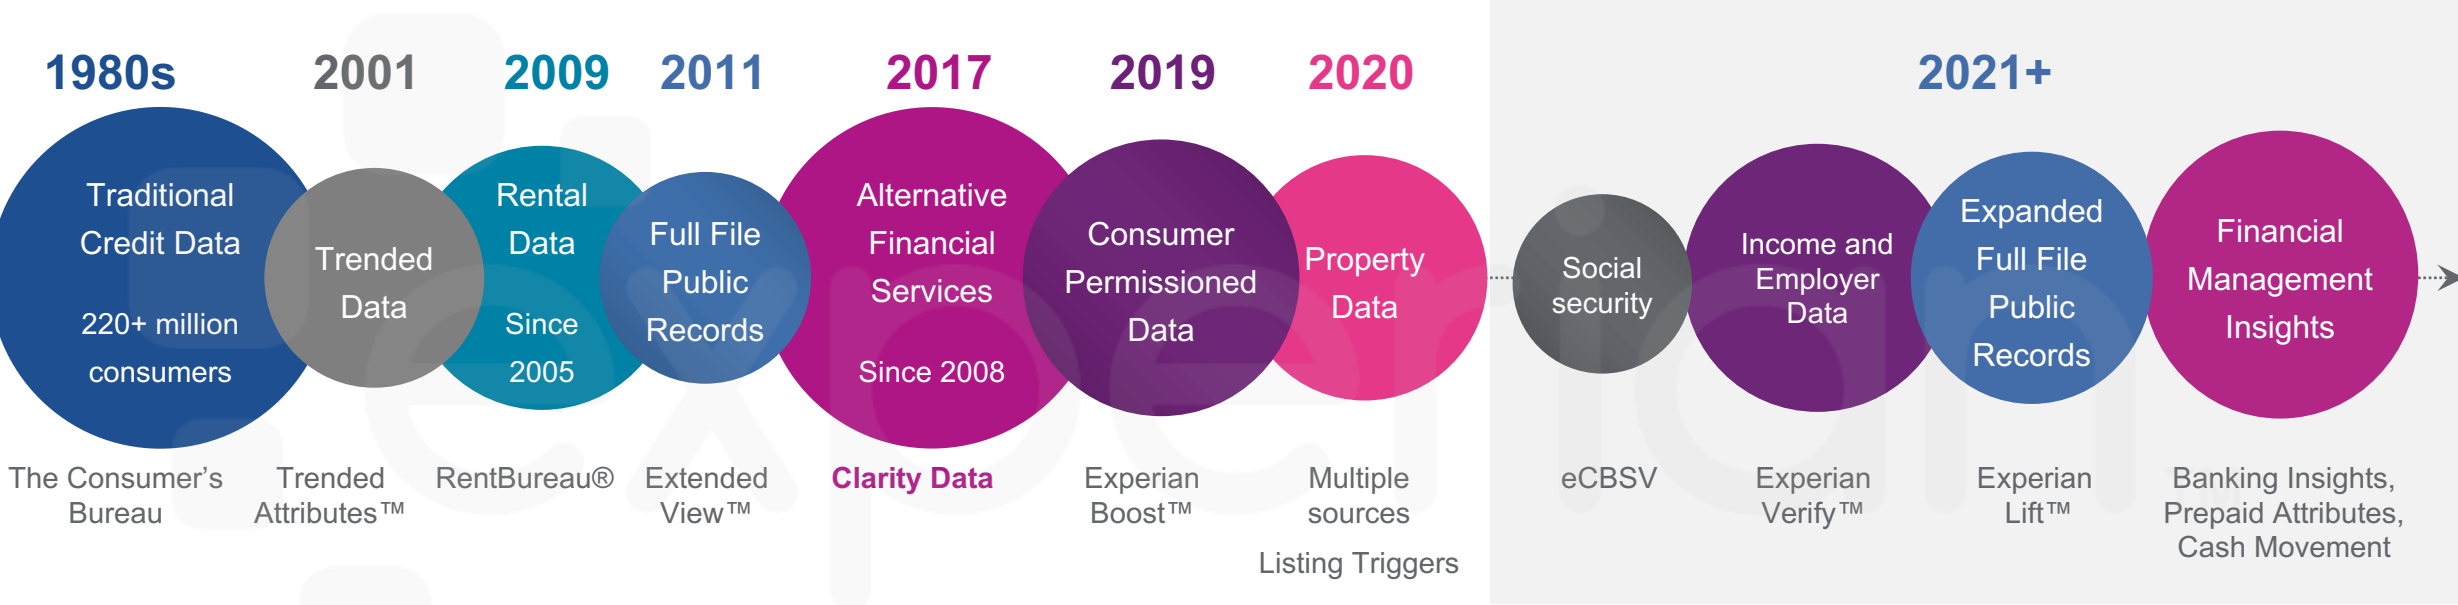 1980s
2001
2009
2011
2017
2019
2020
2021+
Traditional
Credit Data
220+ million
consumers
Trended
Data
Rental
Data
Since
2005
Full File
Public
Records
Alternative
Financial
Services
Since 2008
Consumer
Permissioned
Data
Property
Data
Social
security
Income and
Employer
Data
Expanded
Full File
Public
Records
Financial
Management
Insights
The Consumer’s
Bureau
Trended
Attributes™
RentBureau®
Extended
View™
Clarity Data
Experian
Boost™
Multiple
sources
Listing Triggers
eCBSV
Experian
Verify™
Experian
Lift™
Banking Insights,
Prepaid Attributes,
Cash Movement
experian™